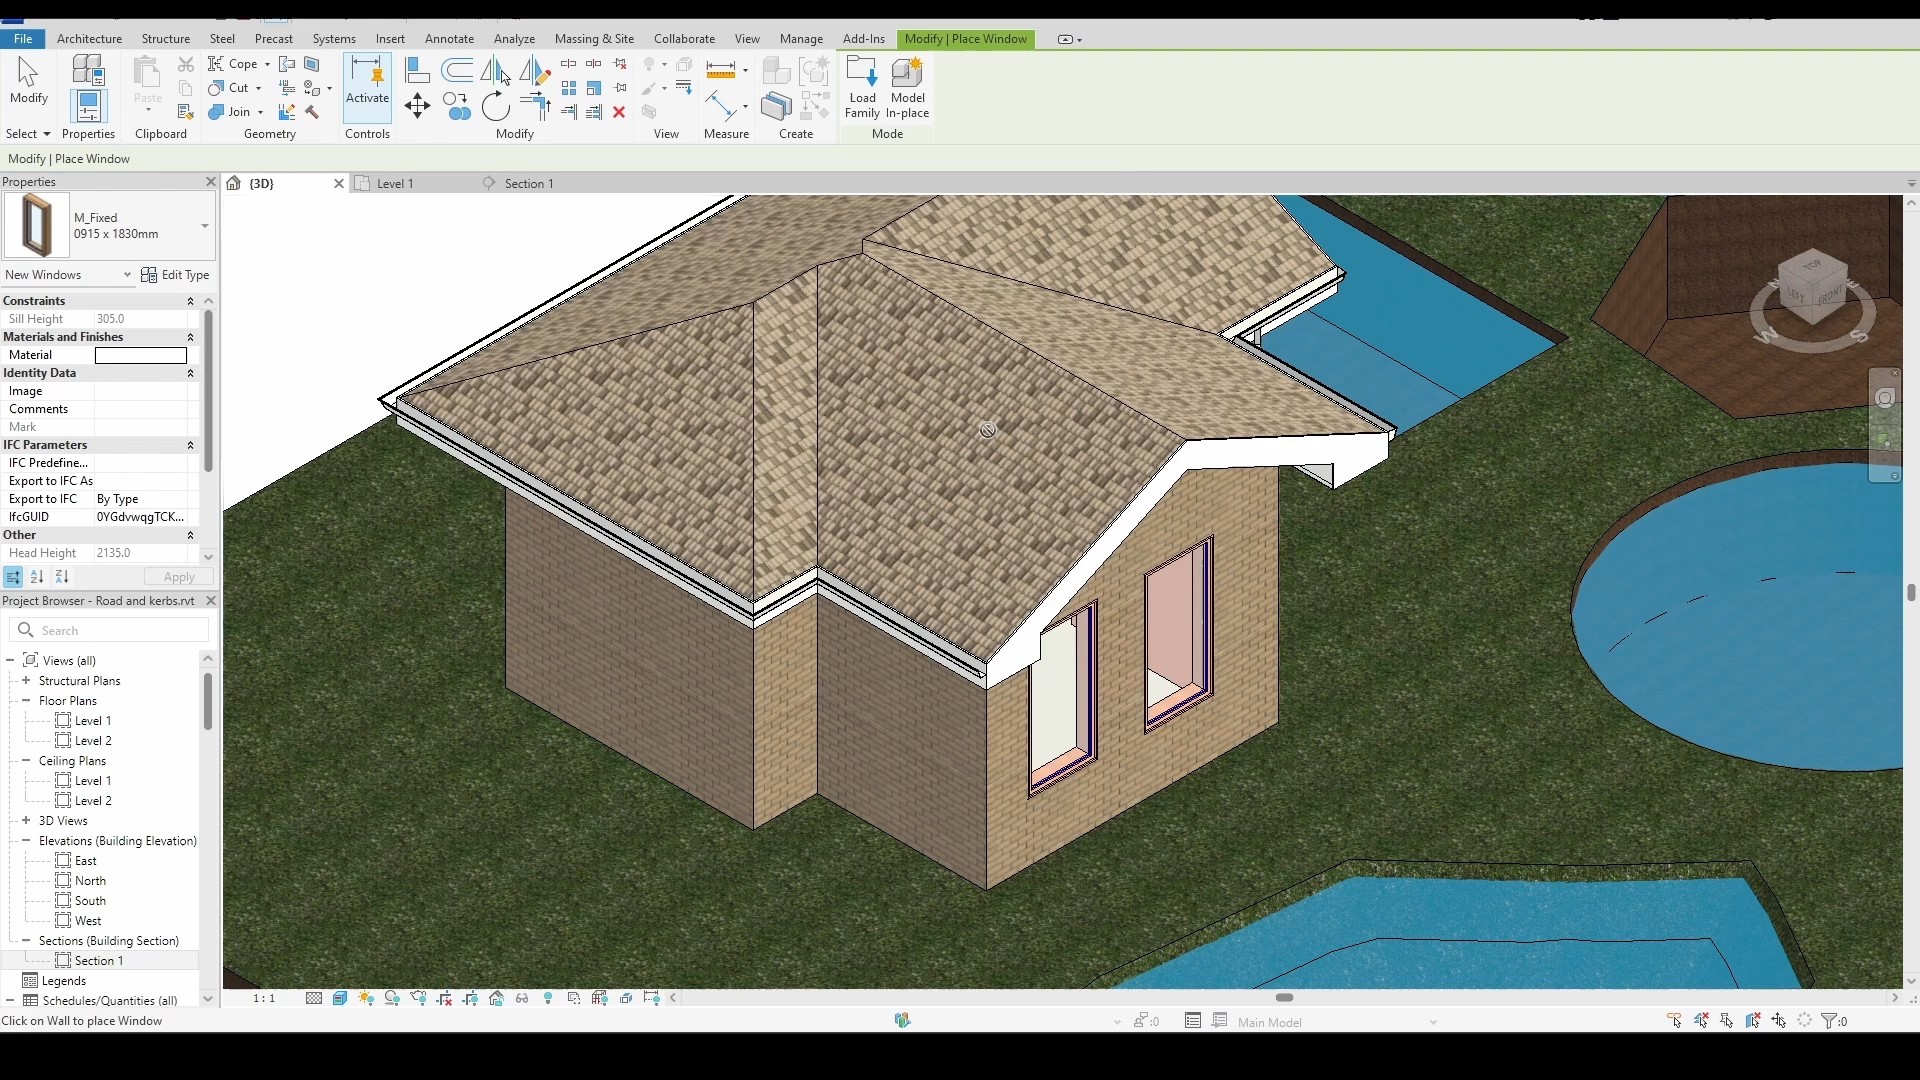 File Architecture Structure Steel Precast Systems Insert Annotate Analyze Massing & Site Collaborate View Manage Add-Ins Modify | Place Window
Cope
Cut
Join
Modify
Paste
Activate
Load Family
Model In-place
Select Properties Clipboard Geometry Controls Modify View Measure Create Mode
Modify | Place Window
Properties
{3D} Level 1 Section 1
M_Fixed
0915 x 1830mm
New Windows Edit Type
Constraints
Sill Height 305.0
Materials and Finishes
Material
Identity Data
Image
Comments
Mark
IFC Parameters
IFC Predefine...
Export to IFC As
Export to IFC By Type
IfcGUID 0YGdvwqgTCK...
Other
Head Height 2135.0
Apply
Project Browser - Road and kerbs.rvt
Search
Views (all)
Structural Plans
Floor Plans
Level 1
Level 2
Ceiling Plans
Level 1
Level 2
3D Views
Elevations (Building Elevation)
East
North
South
West
Sections (Building Section)
Section 1
Legends
Schedules/Quantities (all)
TOP
LEFT FRONT
W S
1 : 1
Click on Wall to place Window
:0
Main Model
:0